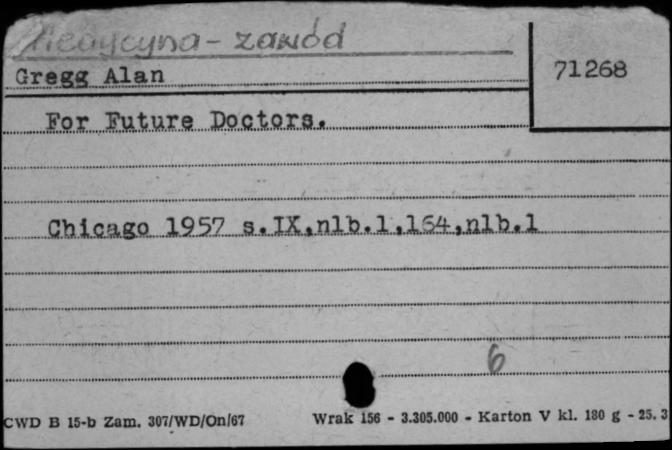 Medycyna - zawód
Gregg Alan
71268
For Future Doctors.
Chicago 1957 s.IX,nlb.1,164,nlb.1
6
CWD B 15-b Zam. 307/WD/On/67 Wrak 156 - 3.305.000 - Karton V kl. 180 g - 25. 3